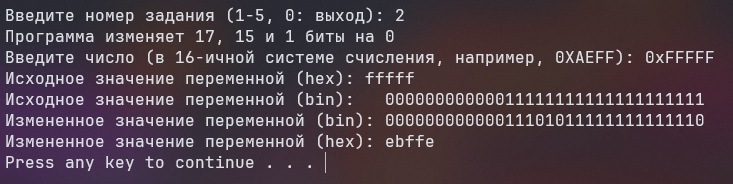 Введите номер задания (1-5, 0: выход): 2
Программа изменяет 17, 15 и 1 биты на 0
Введите число (в 16-ичной системе счисления, например, 0XAEFF): 0xFFFFF
Исходное значение переменной (hex): fffff
Исходное значение переменной (bin):   00000000000011111111111111111111
Измененное значение переменной (bin): 00000000000011101011111111111110
Измененное значение переменной (hex): ebffe
Press any key to continue . . .